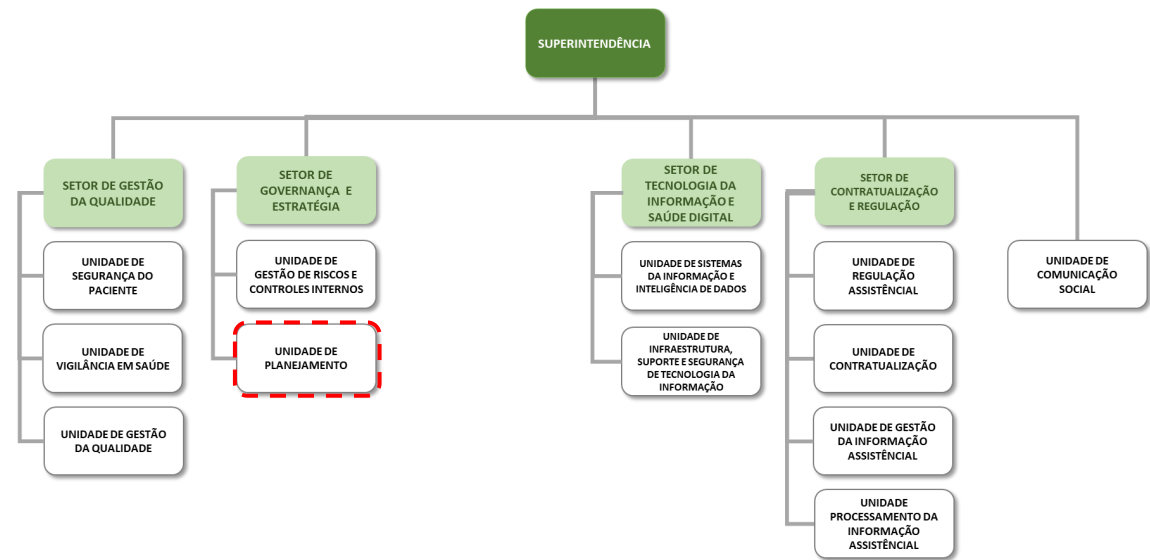 SUPERINTENDÊNCIA
SETOR DE GESTÃO
DA QUALIDADE
UNIDADE DE
SEGURANÇA DO
PACIENTE
UNIDADE DE
VIGILÂNCIA EM SAÚDE
UNIDADE DE GESTÃO
DA QUALIDADE
SETOR DE
GOVERNANÇA E
ESTRATÉGIA
UNIDADE DE
GESTÃO DE RISCOS E
CONTROLES INTERNOS
UNIDADE DE
PLANEJAMENTO
SETOR DE
TECNOLOGIA DA
INFORMAÇÃO E
SAÚDE DIGITAL
UNIDADE DE SISTEMAS
DA INFORMAÇÃO E
INTELIGÊNCIA DE DADOS
UNIDADE DE
INFRAESTRUTURA,
SUPORTE E SEGURANÇA
DE TECNOLOGIA DA
INFORMAÇÃO
SETOR DE
CONTRATUALIZAÇÃO
E REGULAÇÃO
UNIDADE DE
REGULAÇÃO
ASSISTÊNCIAL
UNIDADE DE
CONTRATUALIZAÇÃO
UNIDADE DE GESTÃO
DA INFORMAÇÃO
ASSISTÊNCIAL
UNIDADE
PROCESSAMENTO DA
INFORMAÇÃO
ASSISTÊNCIAL
UNIDADE DE
COMUNICAÇÃO
SOCIAL